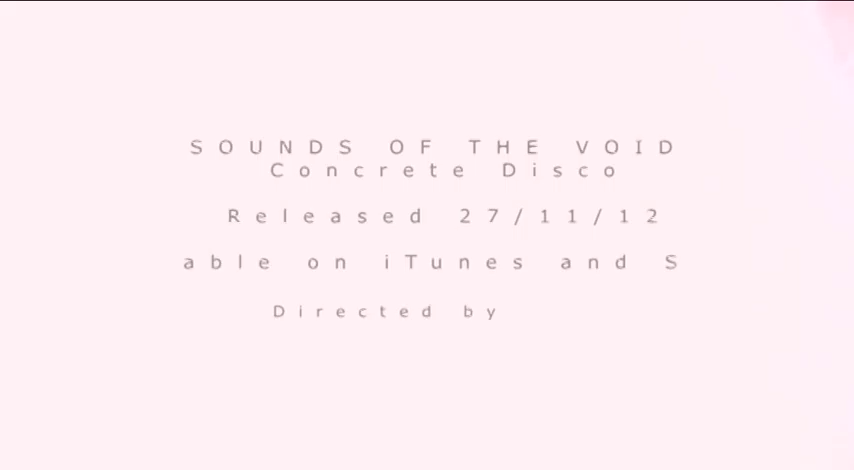 SOUNDS OF THE VOID
Concrete Disco
Released 27/11/12
able on iTunes and S
Directed by